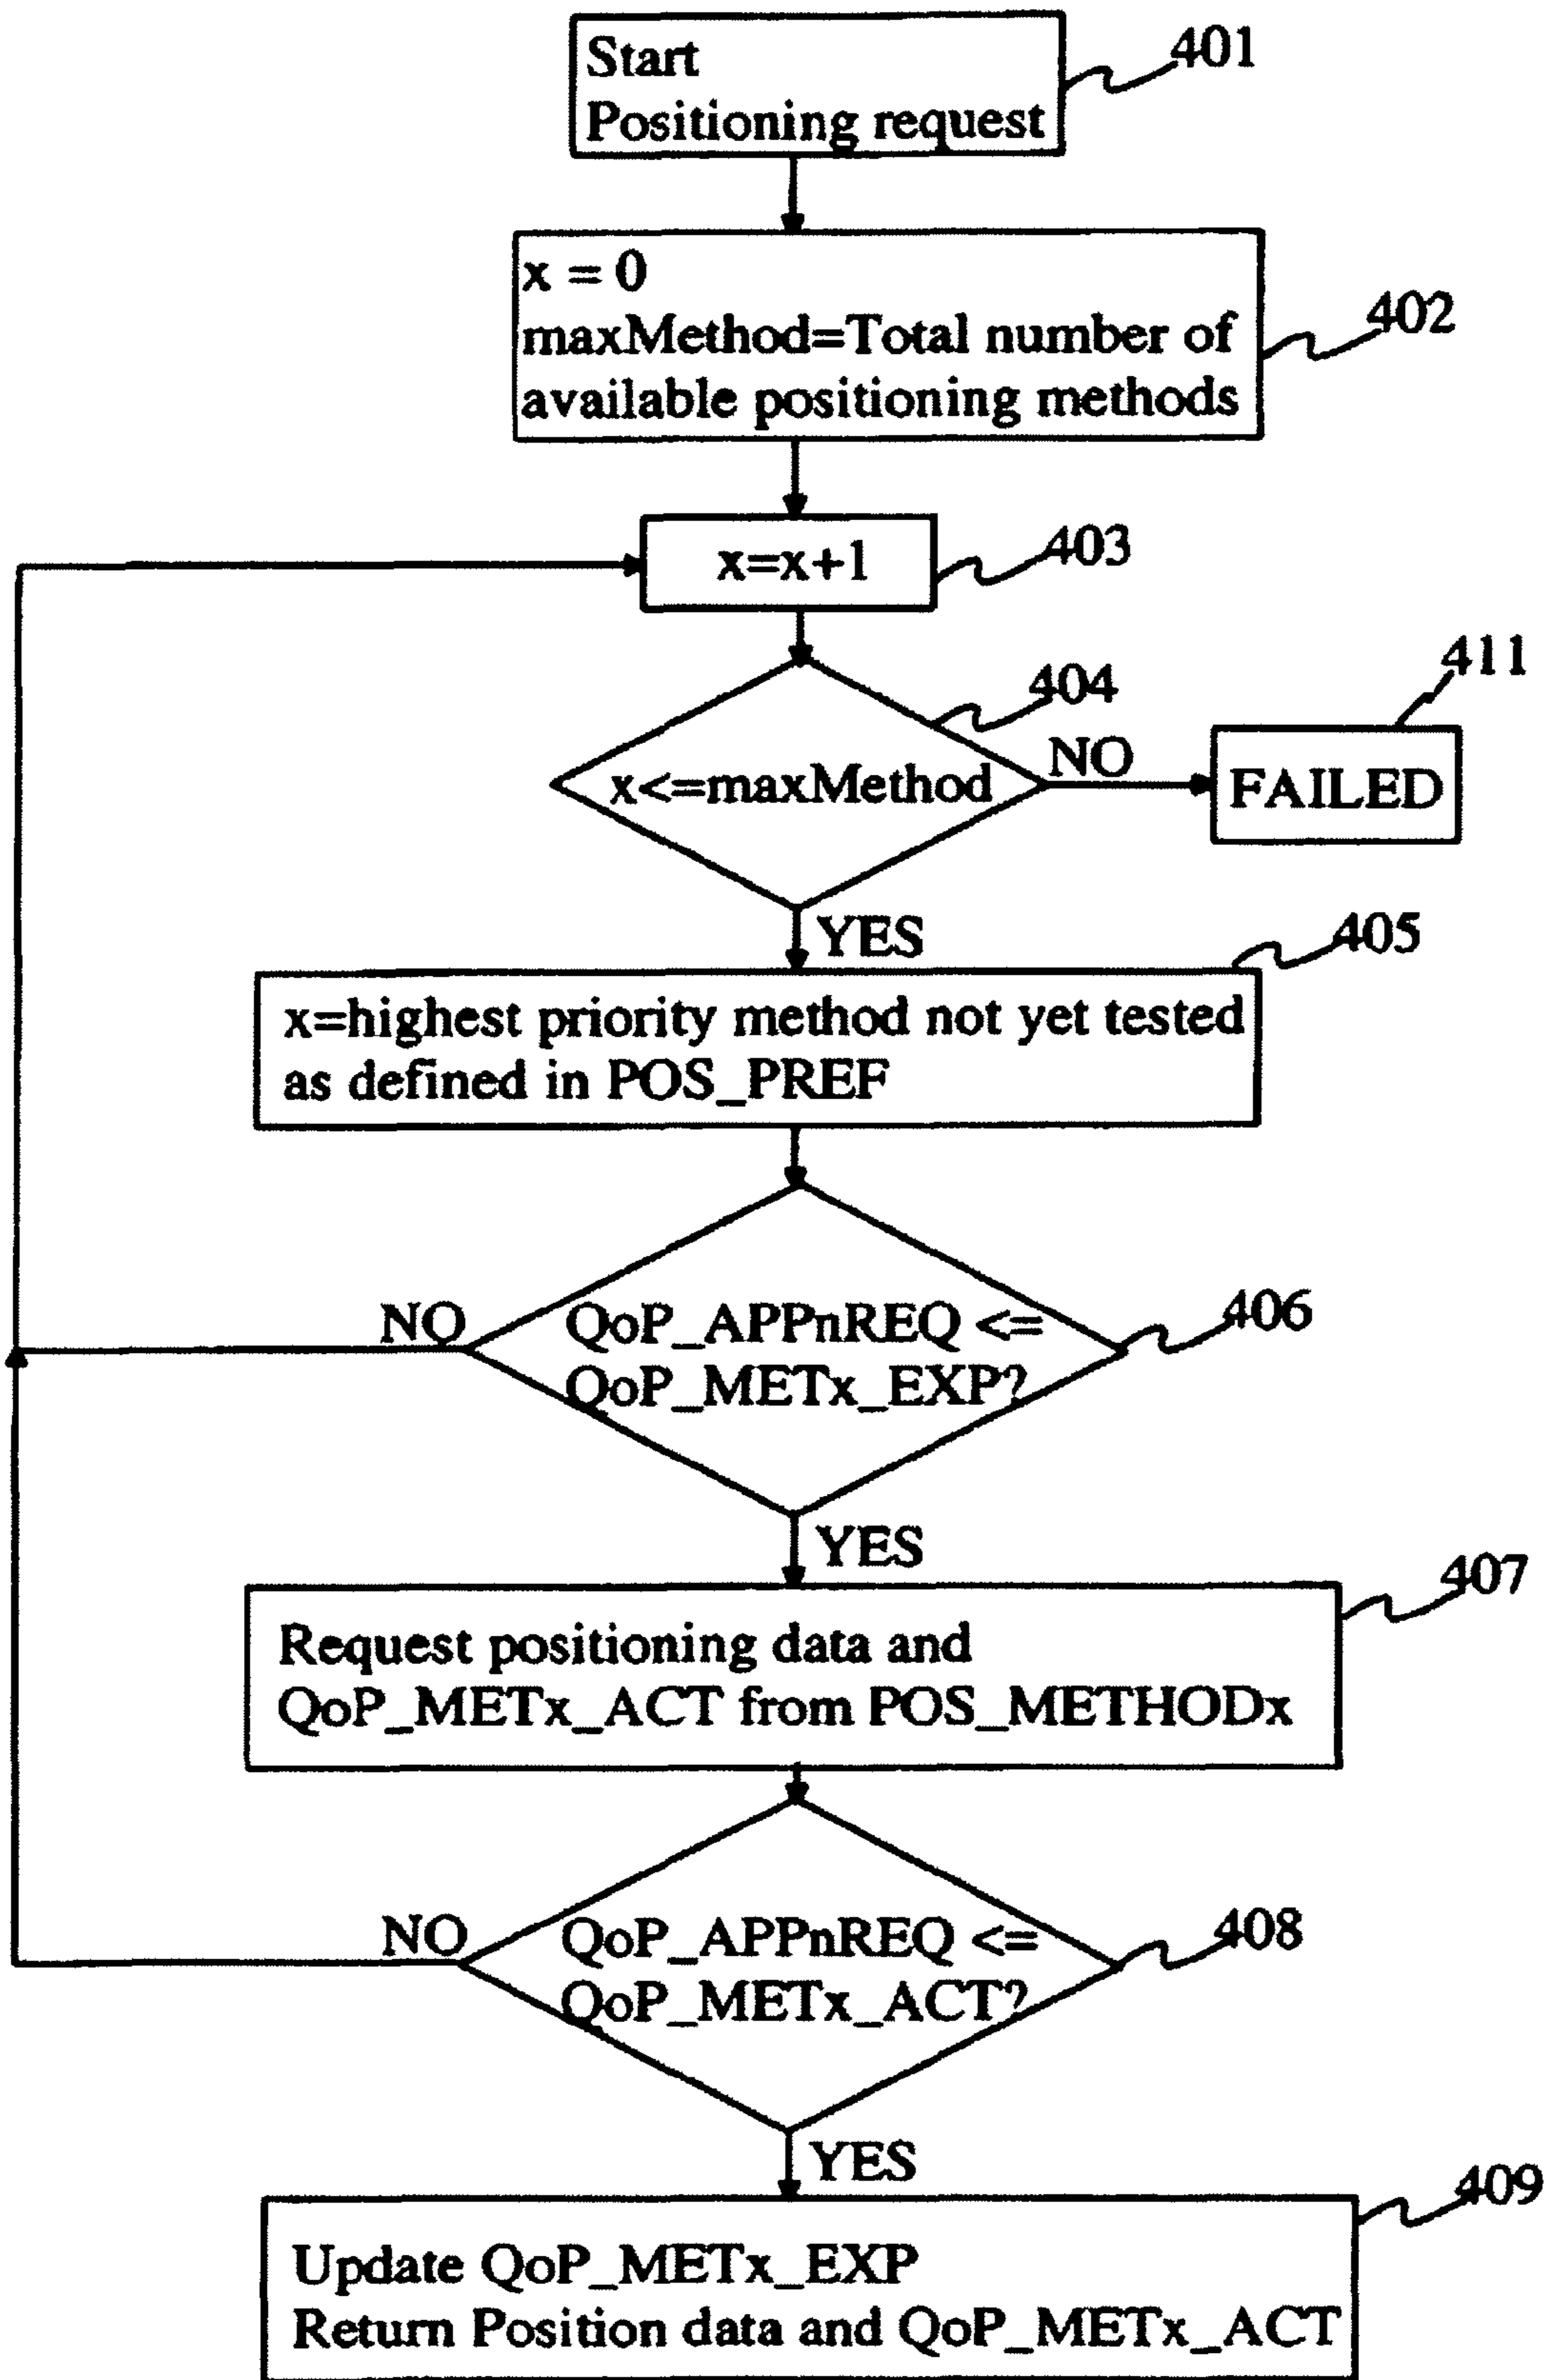 Start
Positioning request
401
x = 0
maxMethod=Total number of
available positioning methods
402
x=x+1
403
404
411
x<=maxMethod
NO
FAILED
YES
405
x=highest priority method not yet tested
as defined in POS_PREF
NO
QoP_APPnREQ <=
QoP_METx_EXP?
406
YES
407
Request positioning data and
QoP_METx_ACT from POS_METHODx
NO
QoP_APPnREQ <=
QoP_METx_ACT?
408
YES
409
Update QoP_METx_EXP
Return Position data and QoP_METx_ACT